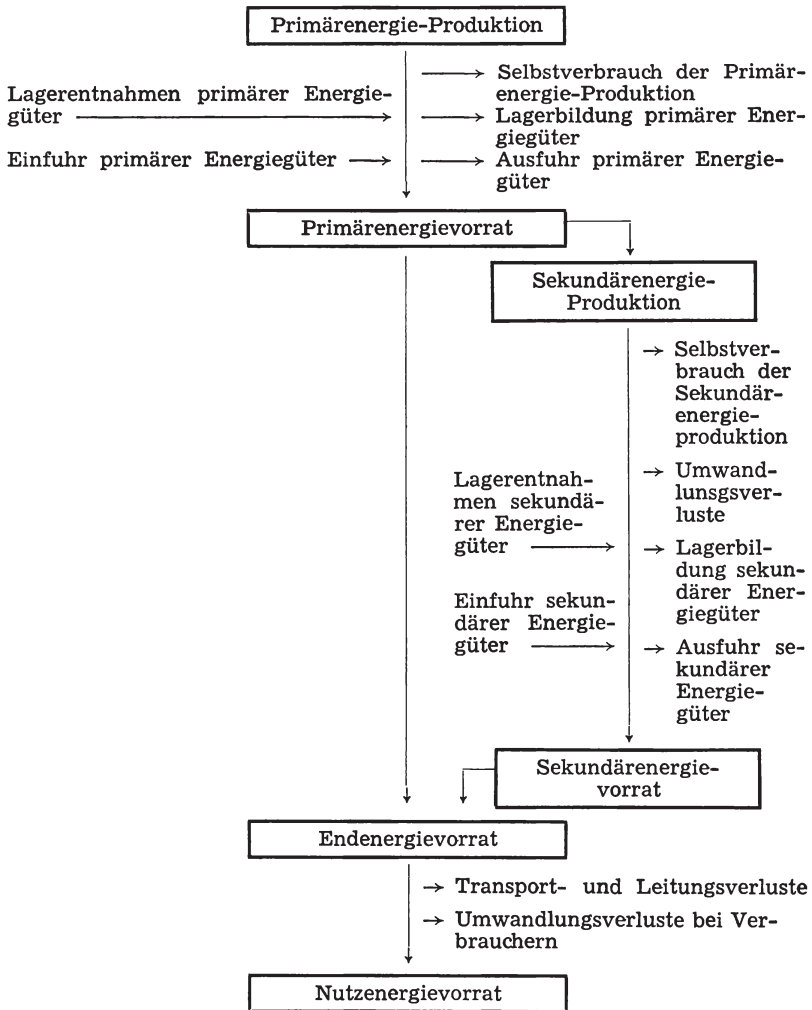 Primärenergie-Produktion
Selbstverbrauch der Primär-
energie-Produktion
Lagerentnahmen primärer Energie-
güter
Lagerbildung primärer Ener-
giegüter
Einfuhr primärer Energiegüter
Ausfuhr primärer Energie-
güter
Primärenergievorrat
Sekundärenergie-
Produktion
Selbstver-
brauch der
Sekundär-
energie-
produktion
Umwand-
lunsgsver-
luste
Lagerentnah-
men sekundä-
rer Energie-
güter
Lagerbil-
dung sekun-
därer Ener-
giegüter
Einfuhr sekun-
därer Energie-
güter
Ausfuhr se-
kundärer
Energie-
güter
Sekundärenergie-
vorrat
Endenergievorrat
Transport- und Leitungsverluste
Umwandlungsverluste bei Ver-
brauchern
Nutzenergievorrat